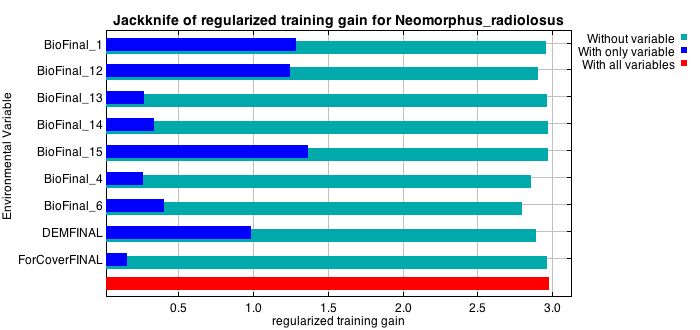 Jackknife of regularized training gain for Neomorphus_radiolosus
Without variable
With only variable
With all variables
Environmental Variable
BioFinal_1
BioFinal_12
BioFinal_13
BioFinal_14
BioFinal_15
BioFinal_4
BioFinal_6
DEMFINAL
ForCoverFINAL
0.5 1.0 1.5 2.0 2.5 3.0
regularized training gain